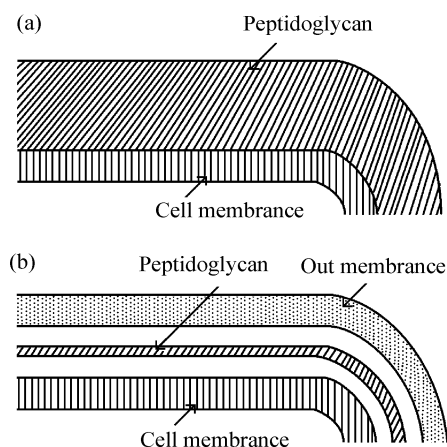 (a)
Peptidoglycan
Cell membrance
(b)
Peptidoglycan
Out membrance
Cell membrance